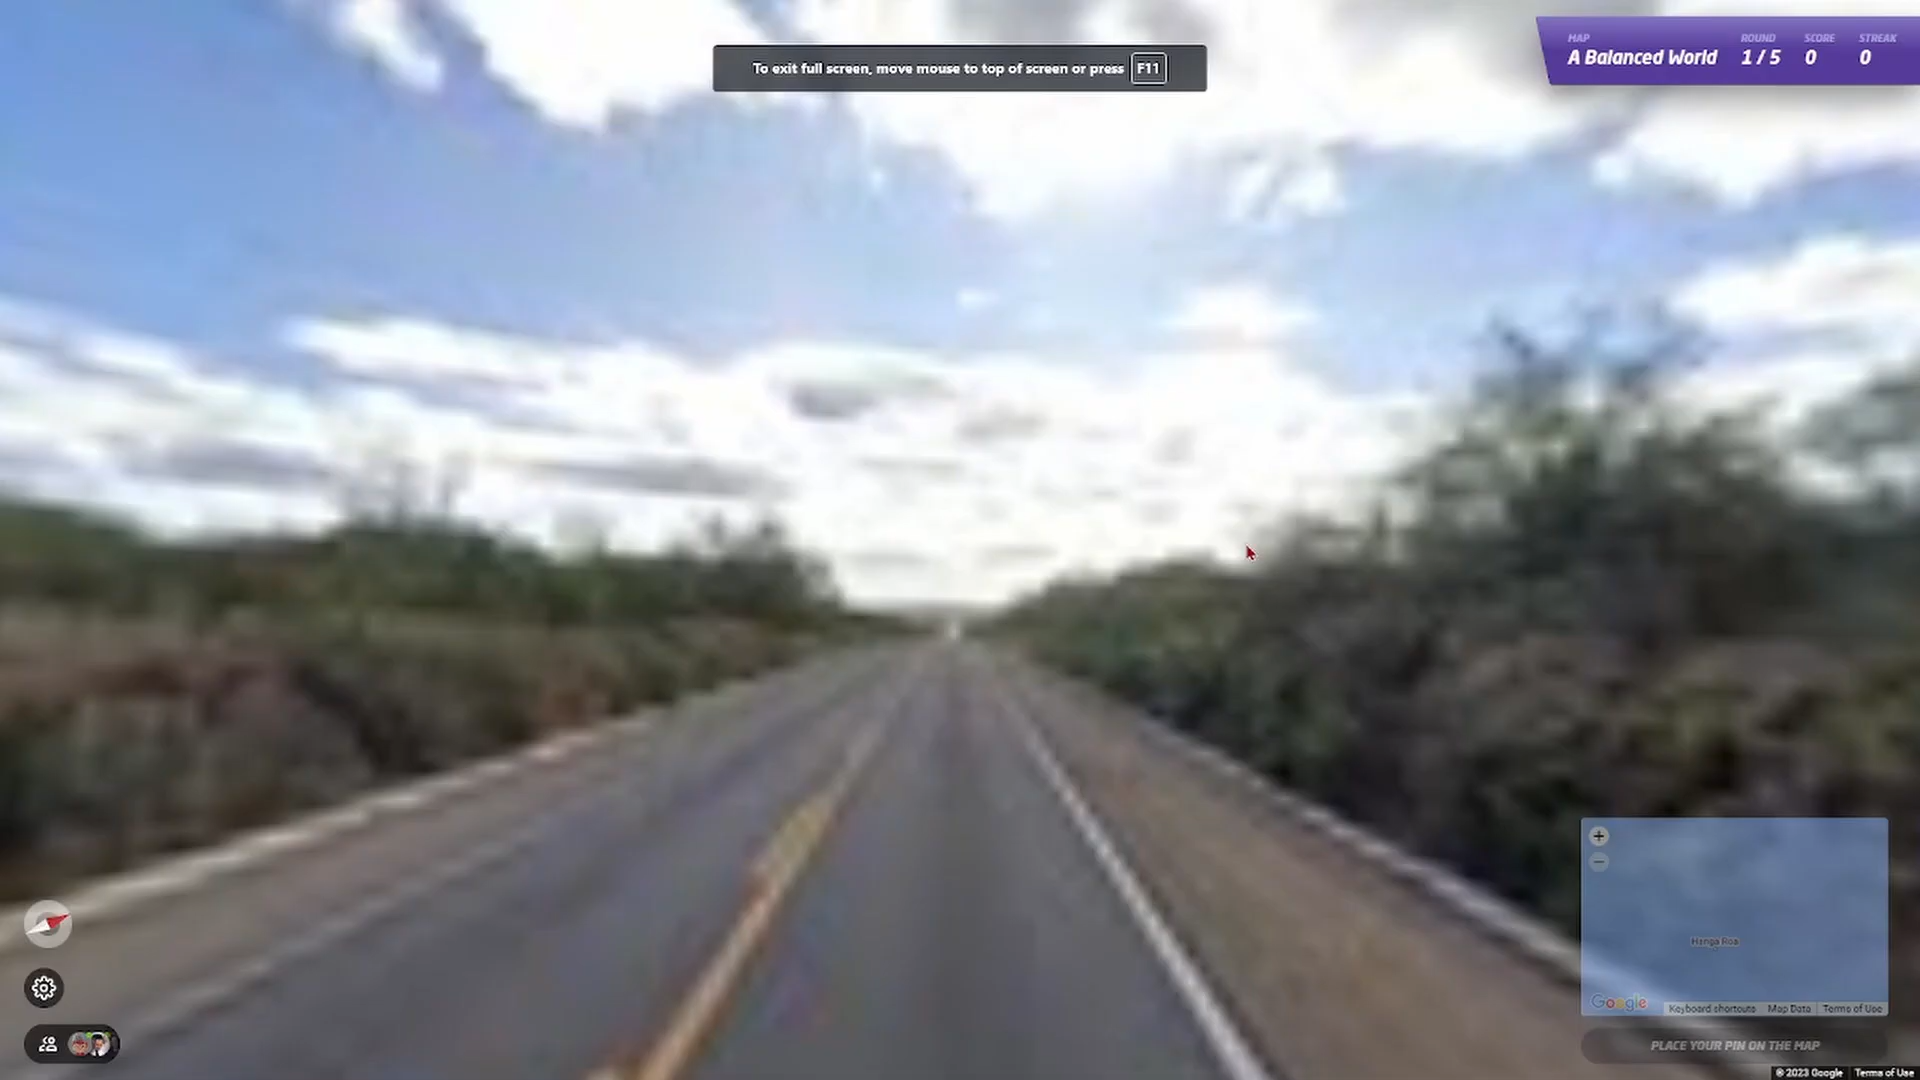 To exit full screen, move mouse to top of screen or press F11
MAP
A Balanced World
ROUND
1 / 5
SCORE
0
STREAK
0
Hanga Roa
Google
Keyboard shortcuts
Map Data
Terms of Use
PLACE YOUR PIN ON THE MAP
© 2023 Google
Terms of Use